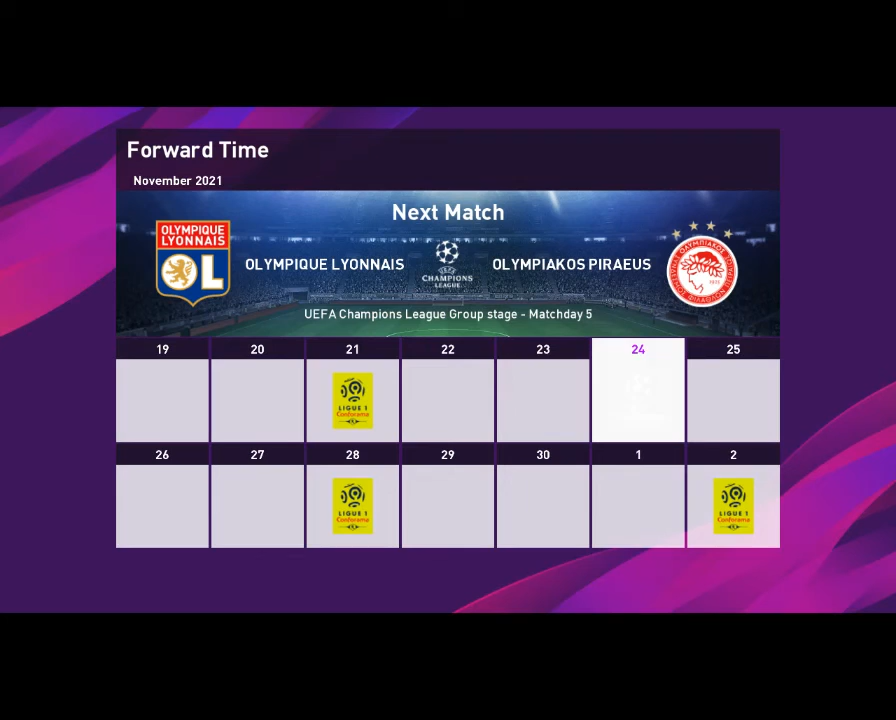 Forward Time
November 2021
Next Match
OLYMPIQUE
LYONNAIS
OL
OLYMPIQUE LYONNAIS
CHAMPIONS
LEAGUE
OLYMPIAKOS PIRAEUS
UEFA Champions League Group stage - Matchday 5
19 20 21 22 23 24 25
LIGUE 1
Conforama
26 27 28 29 30 1 2
LIGUE 1
Conforama
LIGUE 1
Conforama